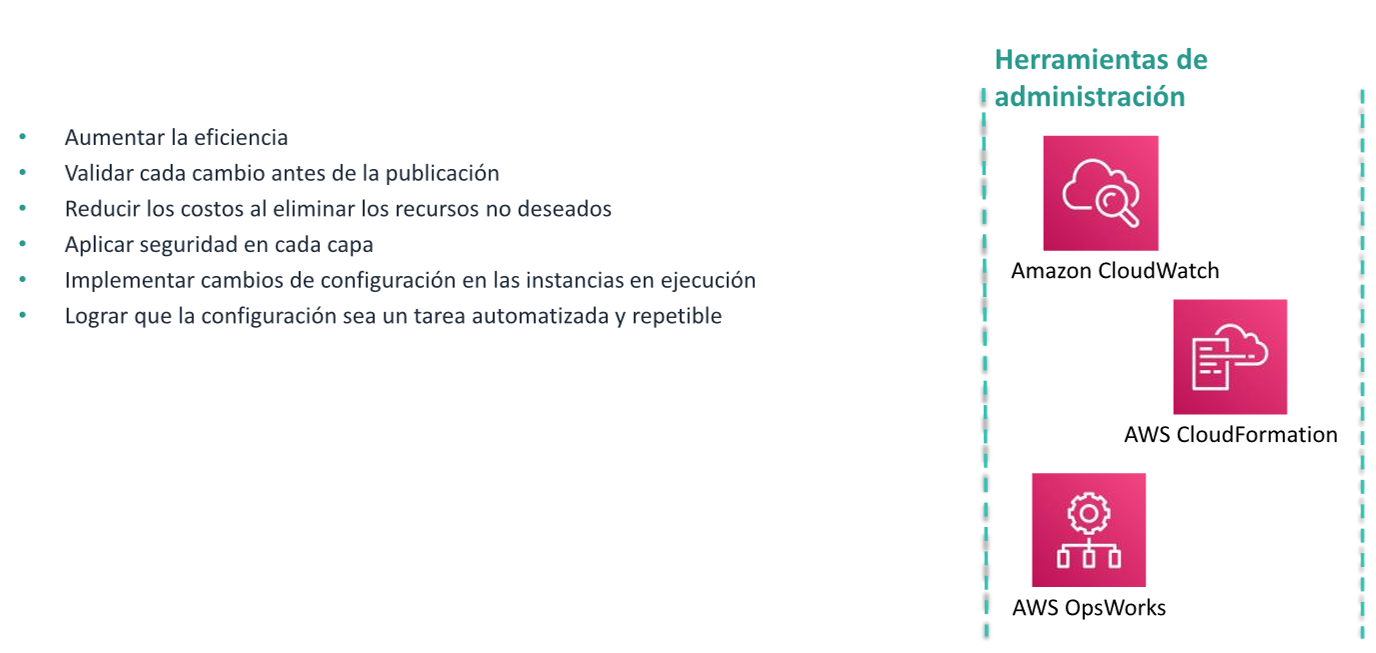 Herramientas de
administración
• Aumentar la eficiencia
• Validar cada cambio antes de la publicación
• Reducir los costos al eliminar los recursos no deseados
• Aplicar seguridad en cada capa
• Implementar cambios de configuración en las instancias en ejecución
• Lograr que la configuración sea un tarea automatizada y repetible
Amazon CloudWatch
AWS CloudFormation
AWS OpsWorks